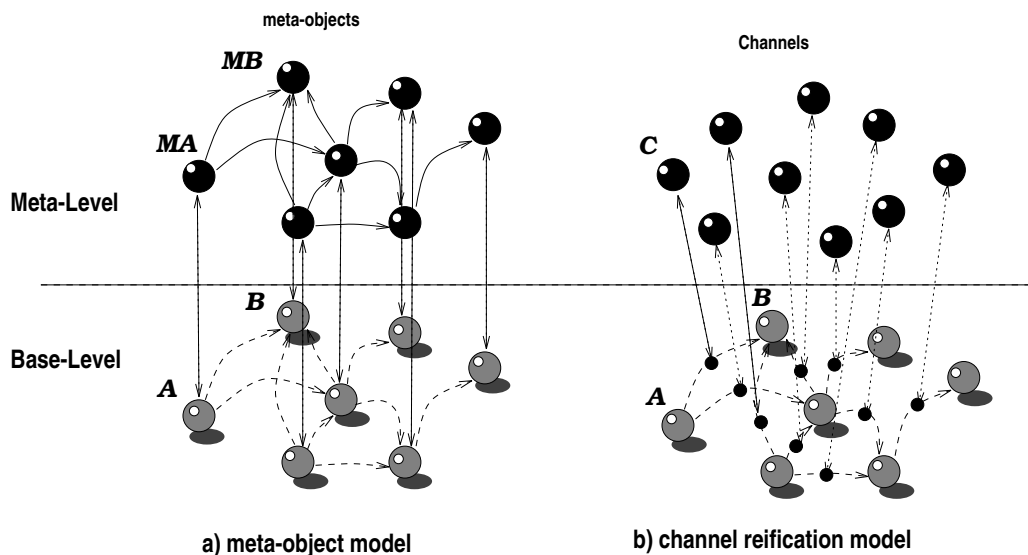 meta-objects
Channels
MB
MA
C
Meta-Level
B
B
Base-Level
A
A
a) meta-object model
b) channel reification model